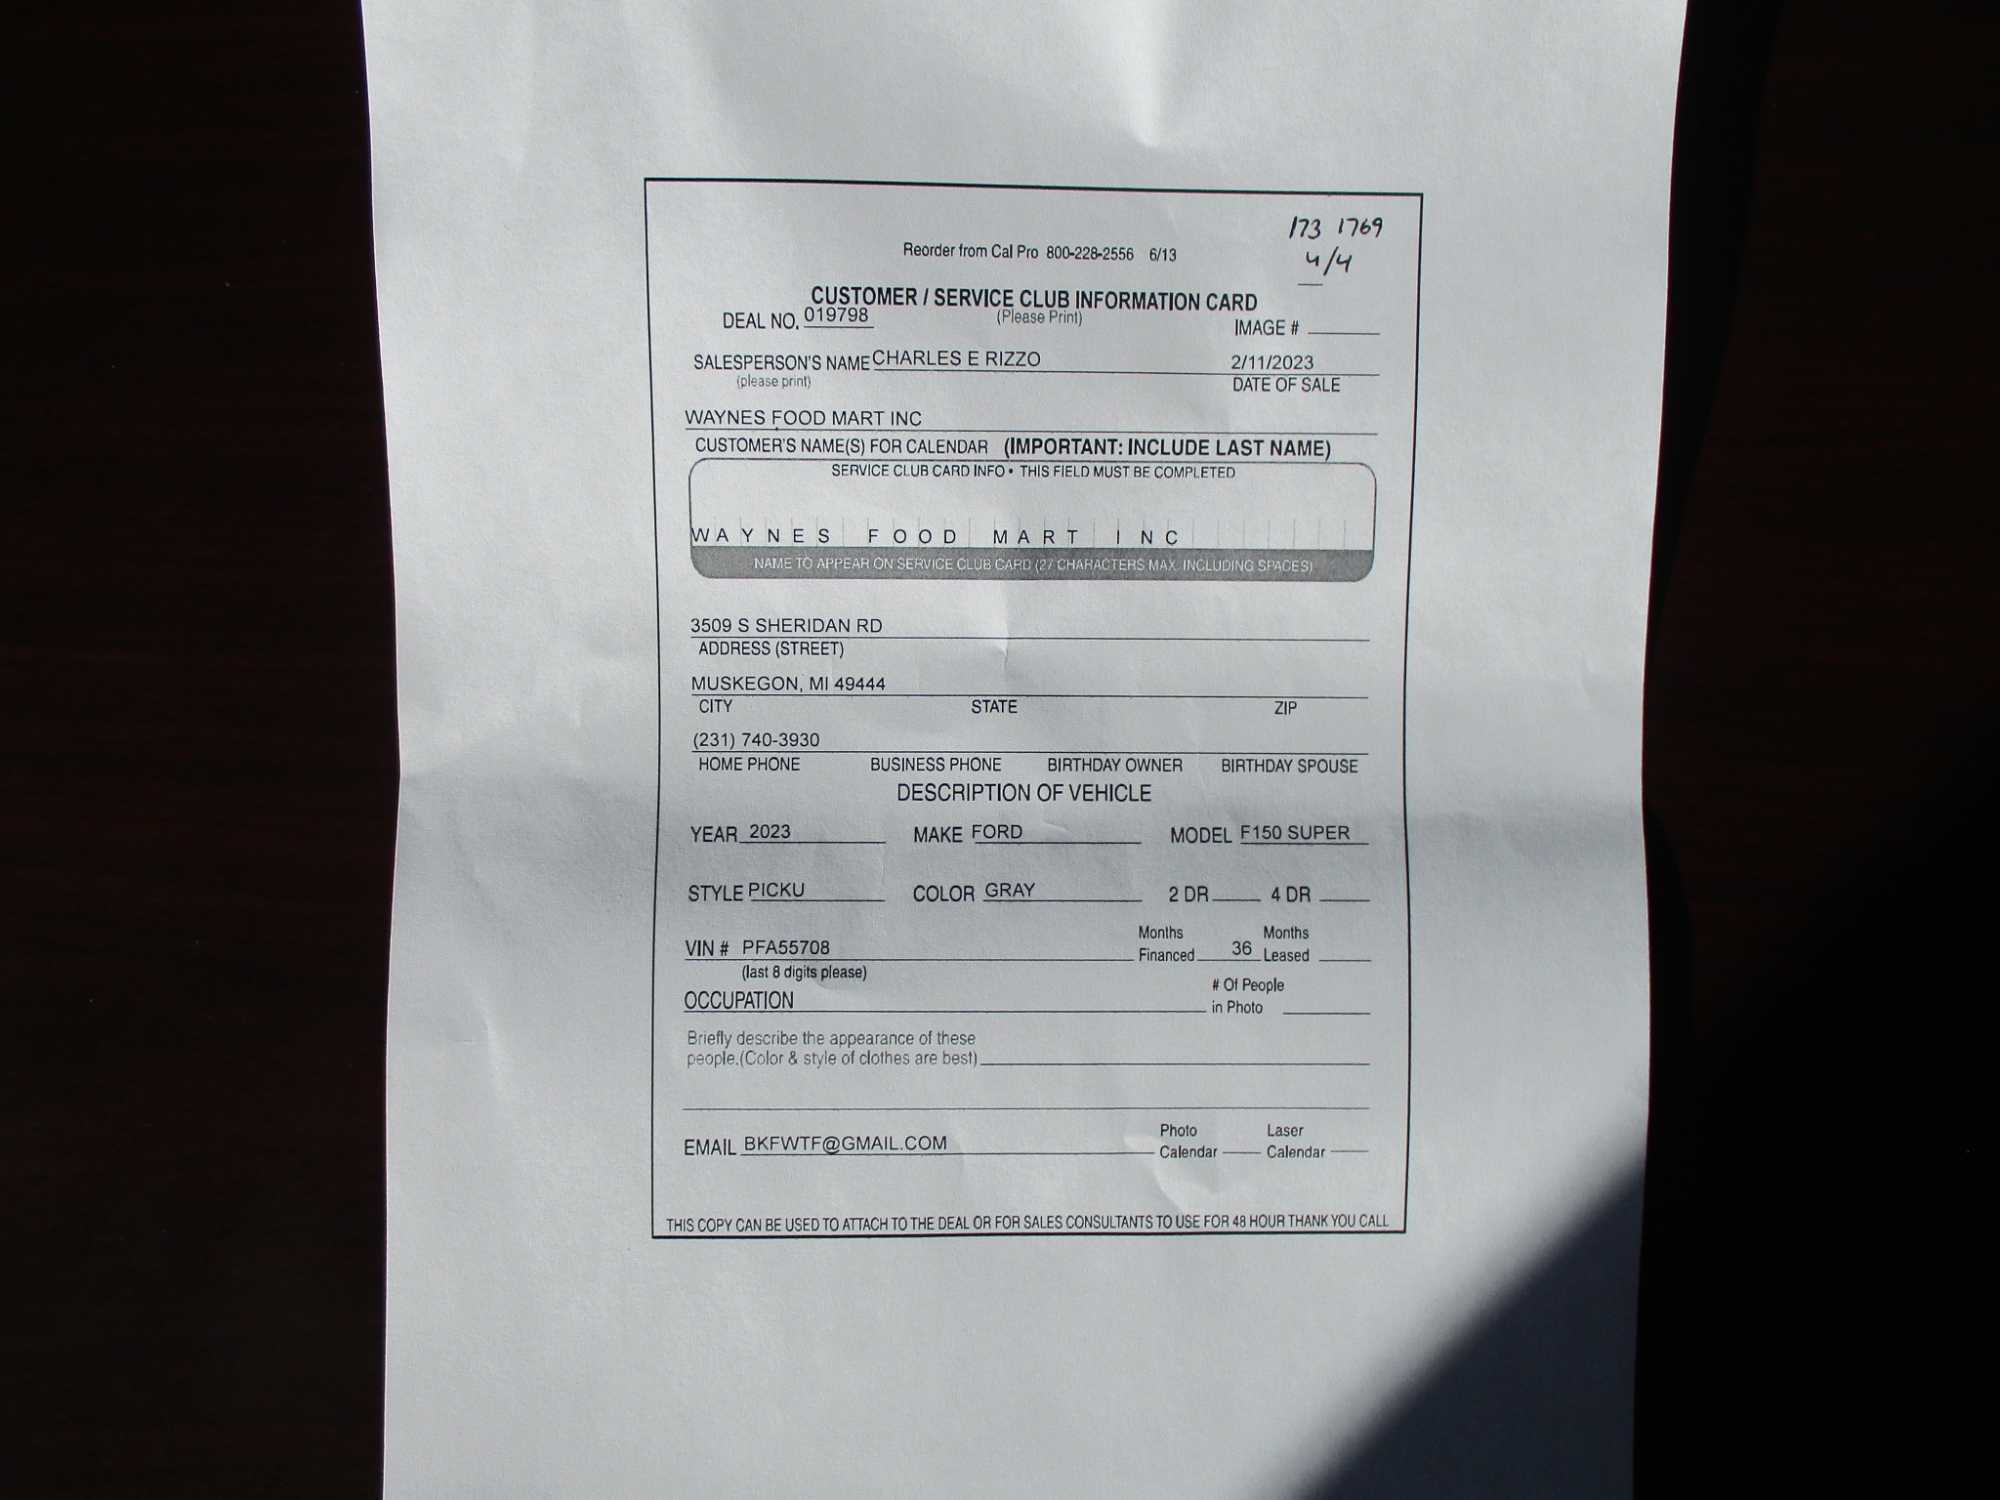 173 1769
Reorder from Cal Pro 800-228-2556 6/13
4/4
CUSTOMER / SERVICE CLUB INFORMATION CARD
DEAL NO. 019798 (Please Print) IMAGE #
SALESPERSON'S NAME CHARLES E RIZZO 2/11/2023
(please print) DATE OF SALE
WAYNES FOOD MART INC
CUSTOMER'S NAME(S) FOR CALENDAR (IMPORTANT: INCLUDE LAST NAME)
SERVICE CLUB CARD INFO • THIS FIELD MUST BE COMPLETED
WAYNES FOOD MART INC
NAME TO APPEAR ON SERVICE CLUB CARD (27 CHARACTERS MAX. INCLUDING SPACES)
3509 S SHERIDAN RD
ADDRESS (STREET)
MUSKEGON, MI 49444
CITY STATE ZIP
(231) 740-3930
HOME PHONE BUSINESS PHONE BIRTHDAY OWNER BIRTHDAY SPOUSE
DESCRIPTION OF VEHICLE
YEAR 2023 MAKE FORD MODEL F150 SUPER
STYLE PICKU COLOR GRAY 2 DR 4 DR
Months Months
VIN # PFA55708 Financed 36 Leased
(last 8 digits please)
# Of People
OCCUPATION in Photo
Briefly describe the appearance of these
people.(Color & style of clothes are best)
Photo Laser
EMAIL BKFWTF@GMAIL.COM Calendar Calendar
THIS COPY CAN BE USED TO ATTACH TO THE DEAL OR FOR SALES CONSULTANTS TO USE FOR 48 HOUR THANK YOU CALL